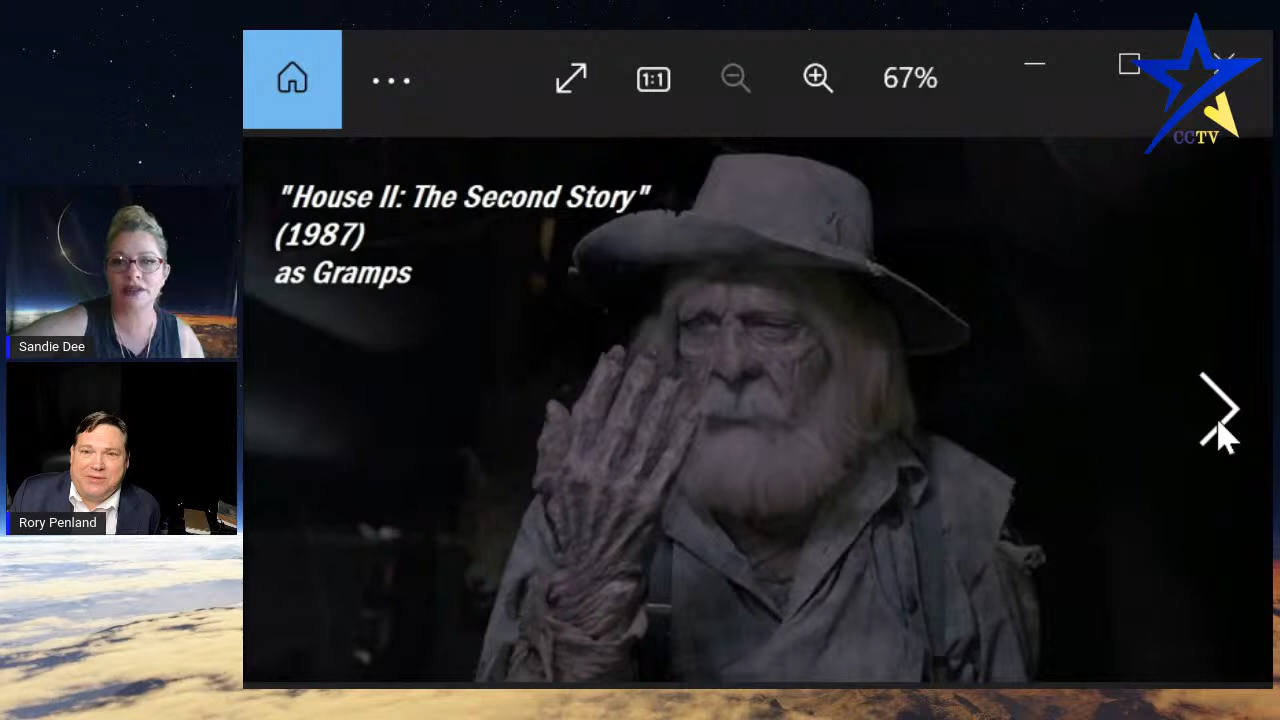 1:1
67%
CCTV
"House II: The Second Story"
(1987)
as Gramps
Sandie Dee
Rory Penland